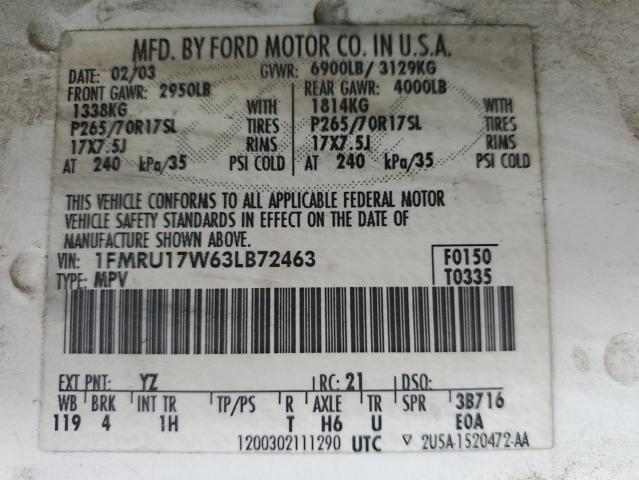 MFD. BY FORD MOTOR CO. IN U.S.A.
DATE: 02/03 GVWR: 6900LB/ 3129KG
FRONT GAWR: 2950LB REAR GAWR: 4000LB
1338KG WITH 1814KG WITH
P265/70R17SL TIRES P265/70R17SL TIRES
17X7.5J RIMS 17X7.5J RIMS
AT 240 kPa/35 PSI COLD AT 240 kPa/35 PSI COLD
THIS VEHICLE CONFORMS TO ALL APPLICABLE FEDERAL MOTOR
VEHICLE SAFETY STANDARDS IN EFFECT ON THE DATE OF
MANUFACTURE SHOWN ABOVE.
VIN: 1FMRU17W63LB72463 F0150
TYPE: MPV T0335
EXT PNT: YZ RC: 21 DSO:
WB BRK INT TR TP/PS R AXLE TR SPR 3B716
119 4 1H T H6 U E0A
1200302111290 UTC ▽ 2U5A-1520472-AA